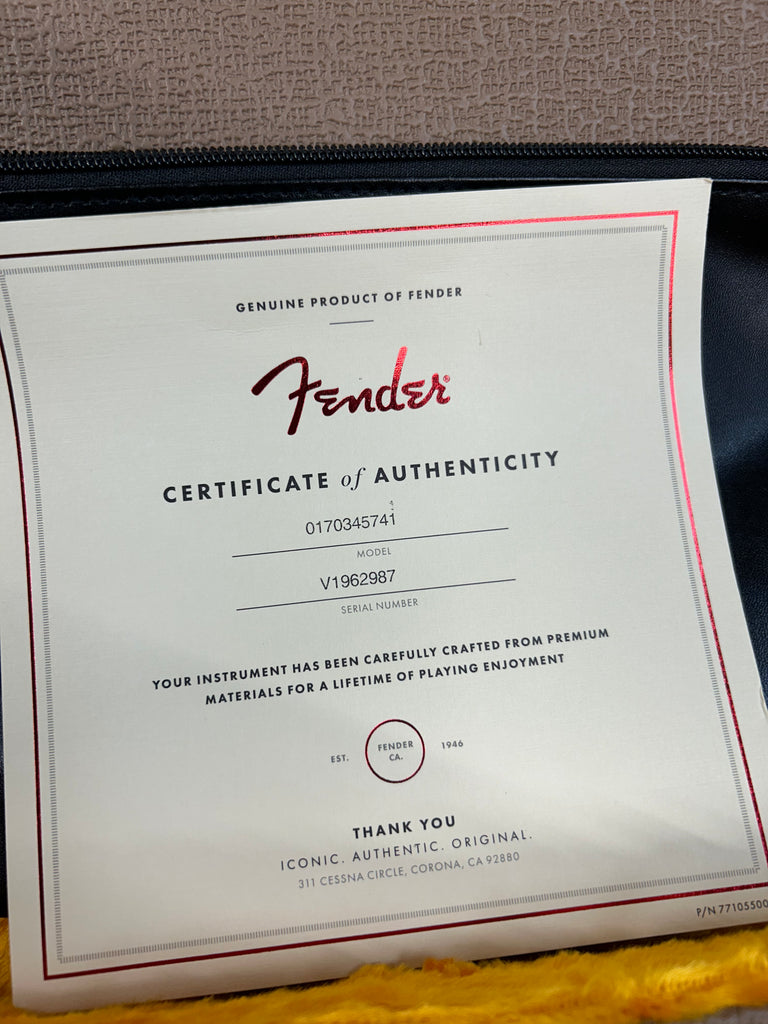 GENUINE PRODUCT OF FENDER
Fender®
CERTIFICATE of AUTHENTICITY
0170345741
MODEL
V1962987
SERIAL NUMBER
YOUR INSTRUMENT HAS BEEN CAREFULLY CRAFTED FROM PREMIUM
MATERIALS FOR A LIFETIME OF PLAYING ENJOYMENT
EST. FENDER CA. 1946
THANK YOU
ICONIC. AUTHENTIC. ORIGINAL.
311 CESSNA CIRCLE, CORONA, CA 92880
P/N 77105500